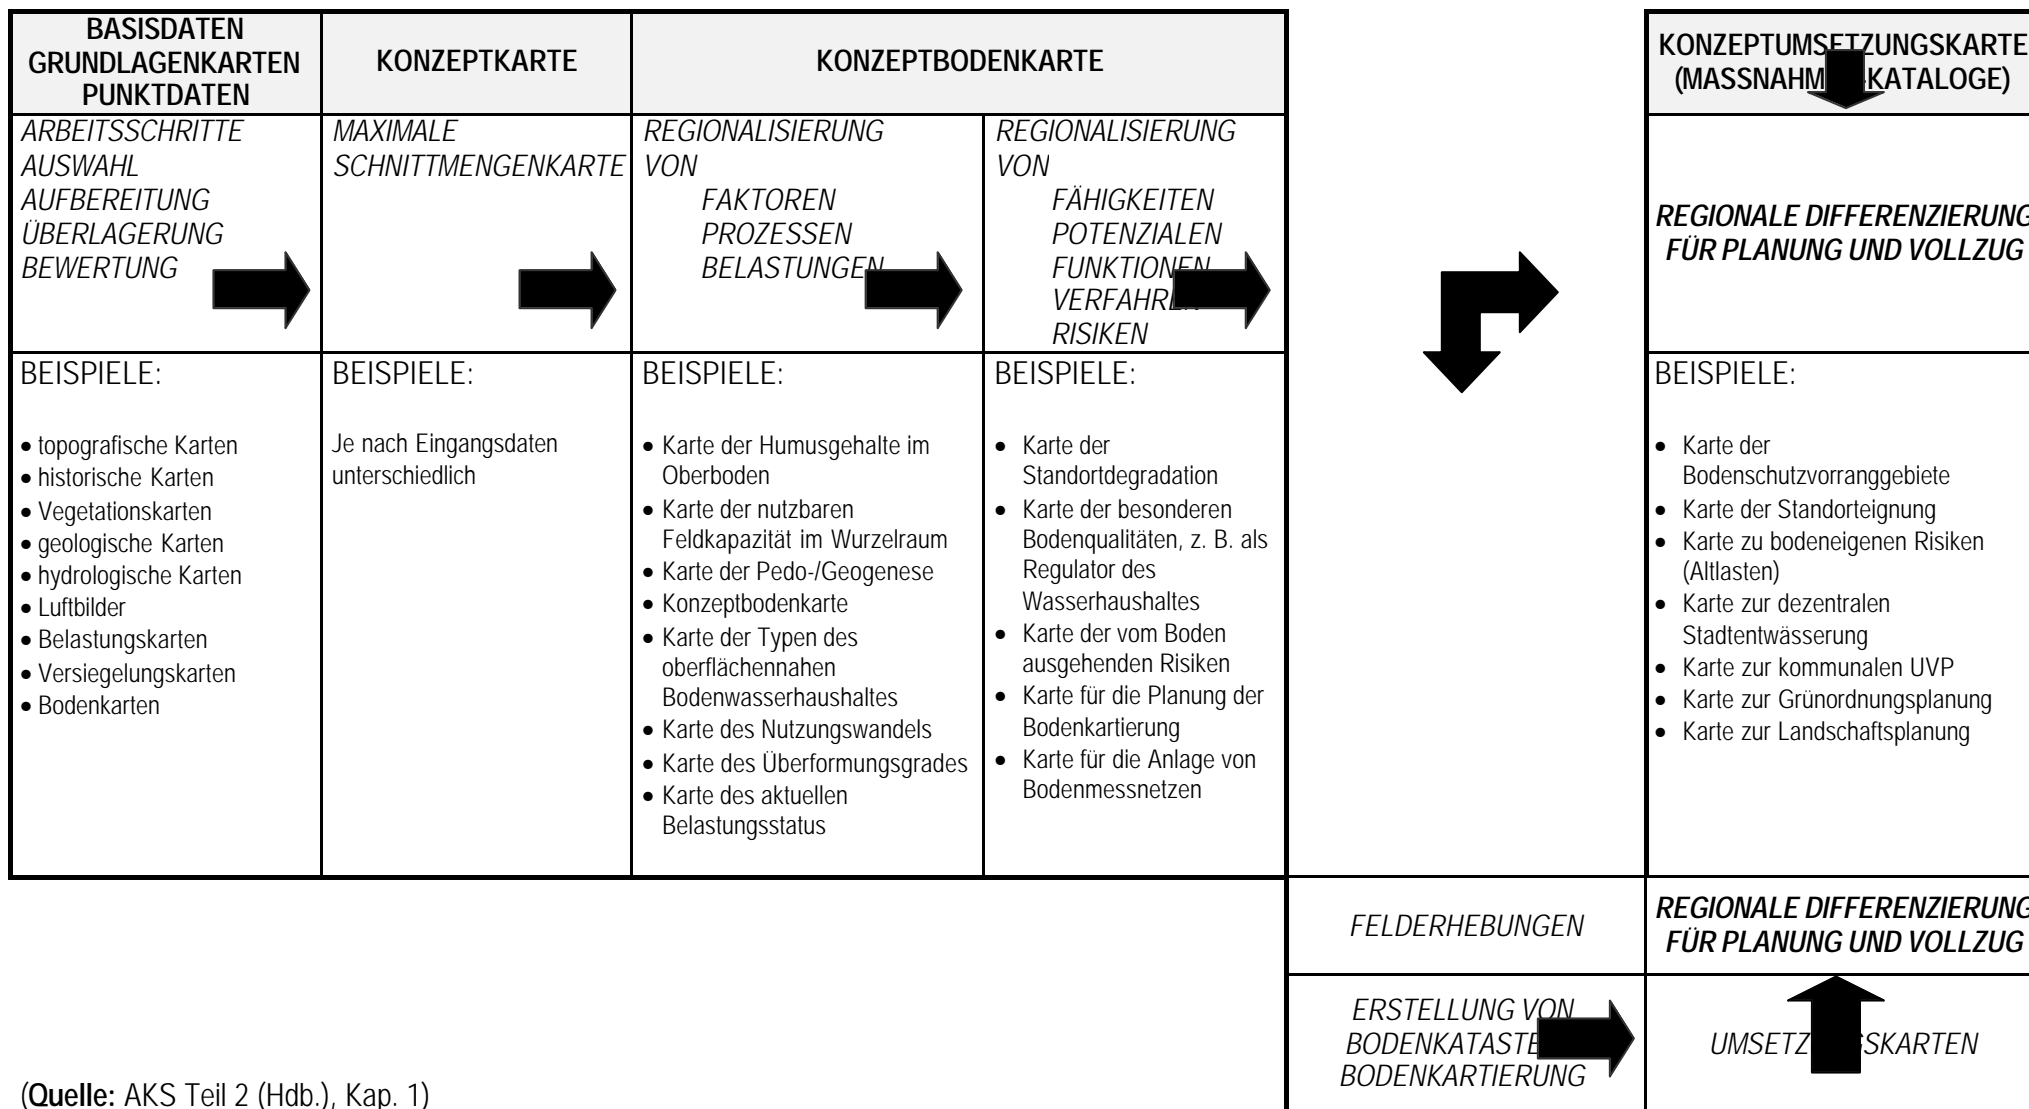 BASISDATEN
GRUNDLAGENKARTEN
PUNKTDATEN
KONZEPTKARTE
KONZEPTBODENKARTE
KONZEPTUMSETZUNGSKARTE
(MASSNAHM KATALOGE)
ARBEITSSCHRITTE
AUSWAHL
AUFBEREITUNG
ÜBERLAGERUNG
BEWERTUNG
MAXIMALE
SCHNITTMENGENKARTE
REGIONALISIERUNG
VON
FAKTOREN
PROZESSEN
BELASTUNGEN
REGIONALISIERUNG
VON
FÄHIGKEITEN
POTENZIALEN
FUNKTIONEN
VERFAHREN
RISIKEN
REGIONALE DIFFERENZIERUNG
FÜR PLANUNG UND VOLLZUG
BEISPIELE:
• topografische Karten
• historische Karten
• Vegetationskarten
• geologische Karten
• hydrologische Karten
• Luftbilder
• Belastungskarten
• Versiegelungskarten
• Bodenkarten
BEISPIELE:
Je nach Eingangsdaten
unterschiedlich
BEISPIELE:
• Karte der Humusgehalte im
Oberboden
• Karte der nutzbaren
Feldkapazität im Wurzelraum
• Karte der Pedo-/Geogenese
• Konzeptbodenkarte
• Karte der Typen des
oberflächennahen
Bodenwasserhaushaltes
• Karte des Nutzungswandels
• Karte des Überformungsgrades
• Karte des aktuellen
Belastungsstatus
BEISPIELE:
• Karte der
Standortdegradation
• Karte der besonderen
Bodenqualitäten, z. B. als
Regulator des
Wasserhaushaltes
• Karte der vom Boden
ausgehenden Risiken
• Karte für die Planung der
Bodenkartierung
• Karte für die Anlage von
Bodenmessnetzen
BEISPIELE:
• Karte der
Bodenschutzvorranggebiete
• Karte der Standorteignung
• Karte zu bodeneigenen Risiken
(Altlasten)
• Karte zur dezentralen
Stadtentwässerung
• Karte zur kommunalen UVP
• Karte zur Grünordnungsplanung
• Karte zur Landschaftsplanung
FELDERHEBUNGEN
REGIONALE DIFFERENZIERUNG
FÜR PLANUNG UND VOLLZUG
ERSTELLUNG VON
BODENKATASTE
BODENKARTIERUNG
UMSETZ SKARTEN
(Quelle: AKS Teil 2 (Hdb.), Kap. 1)